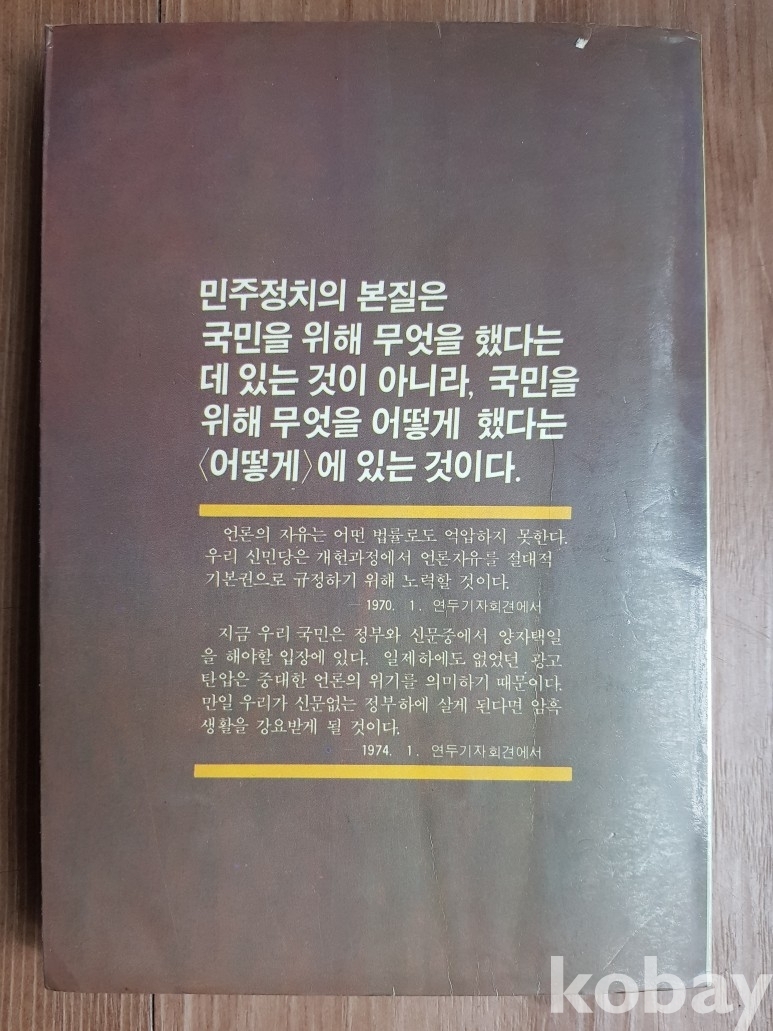 민주정치의 본질은
국민을 위해 무엇을 했다는
데 있는 것이 아니라, 국민을
위해 무엇을 어떻게 했다는
〈어떻게〉에 있는 것이다.
언론의 자유는 어떤 법률로도 억압하지 못한다.
우리 신민당은 개헌과정에서 언론자유를 절대적
기본권으로 규정하기 위해 노력할 것이다.
— 1970. 1. 연두기자회견에서
지금 우리 국민은 정부와 신문중에서 양자택일
을 해야할 입장에 있다. 일제하에도 없었던 광고
탄압은 중대한 언론의 위기를 의미하기 때문이다.
만일 우리가 신문없는 정부하에 살게 된다면 암흑
생활을 강요받게 될 것이다.
— 1974. 1. 연두기자회견에서
kobay